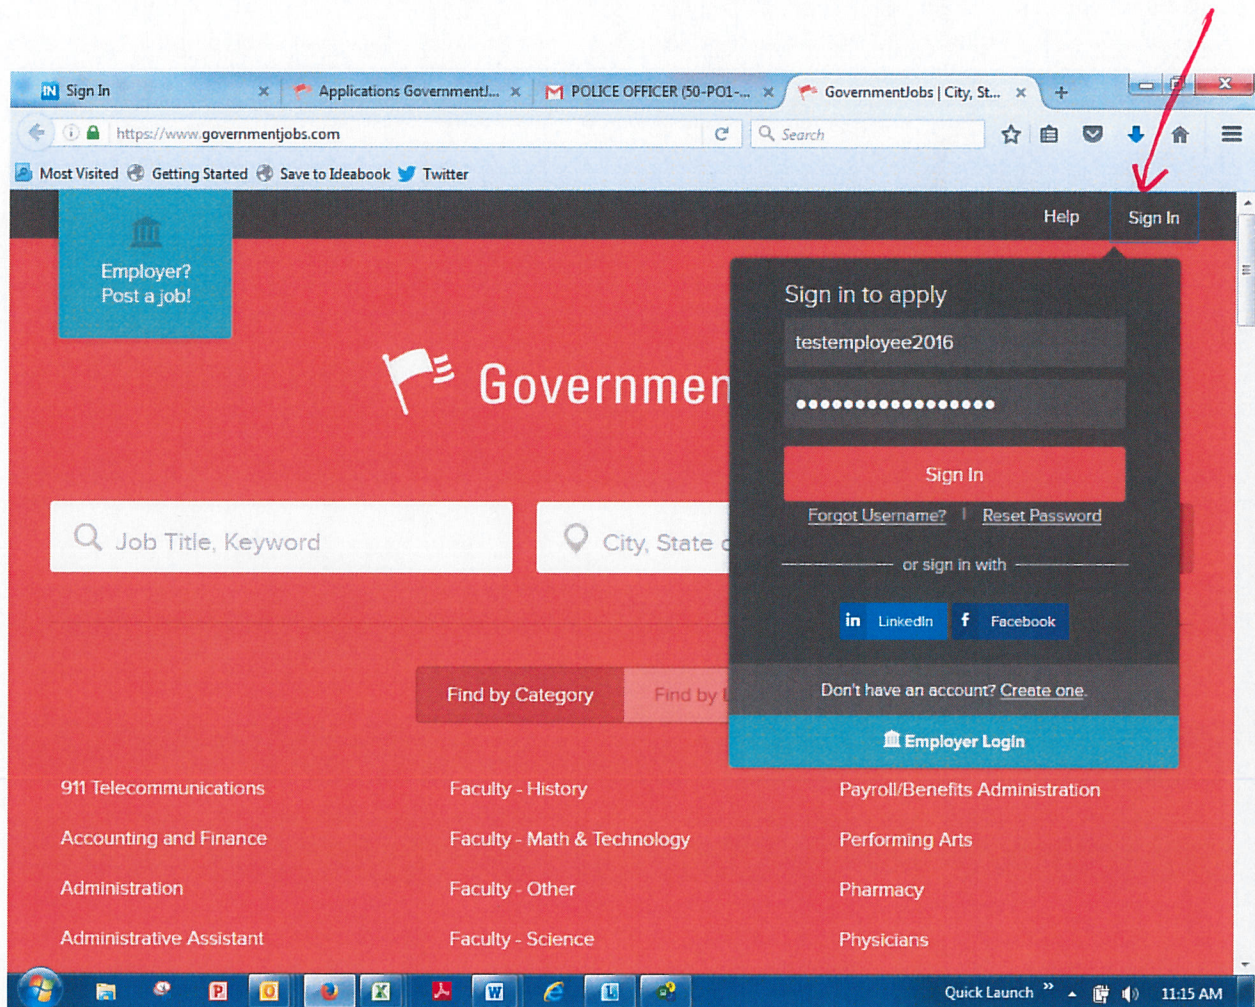 Sign In
Applications GovernmentJ...
POLICE OFFICER (50-PO1-...
GovernmentJobs | City, St...
https://www.governmentjobs.com
Search
Most Visited
Getting Started
Save to Ideabook
Twitter
Help
Sign In
Employer?
Post a job!
Governmen
Sign in to apply
testemployee2016
Sign In
Forgot Username? | Reset Password
or sign in with
in LinkedIn
f Facebook
Don't have an account? Create one.
Employer Login
Job Title, Keyword
City, State
Find by Category
Find by
911 Telecommunications
Faculty - History
Payroll/Benefits Administration
Accounting and Finance
Faculty - Math & Technology
Performing Arts
Administration
Faculty - Other
Pharmacy
Administrative Assistant
Faculty - Science
Physicians
Quick Launch
11:15 AM